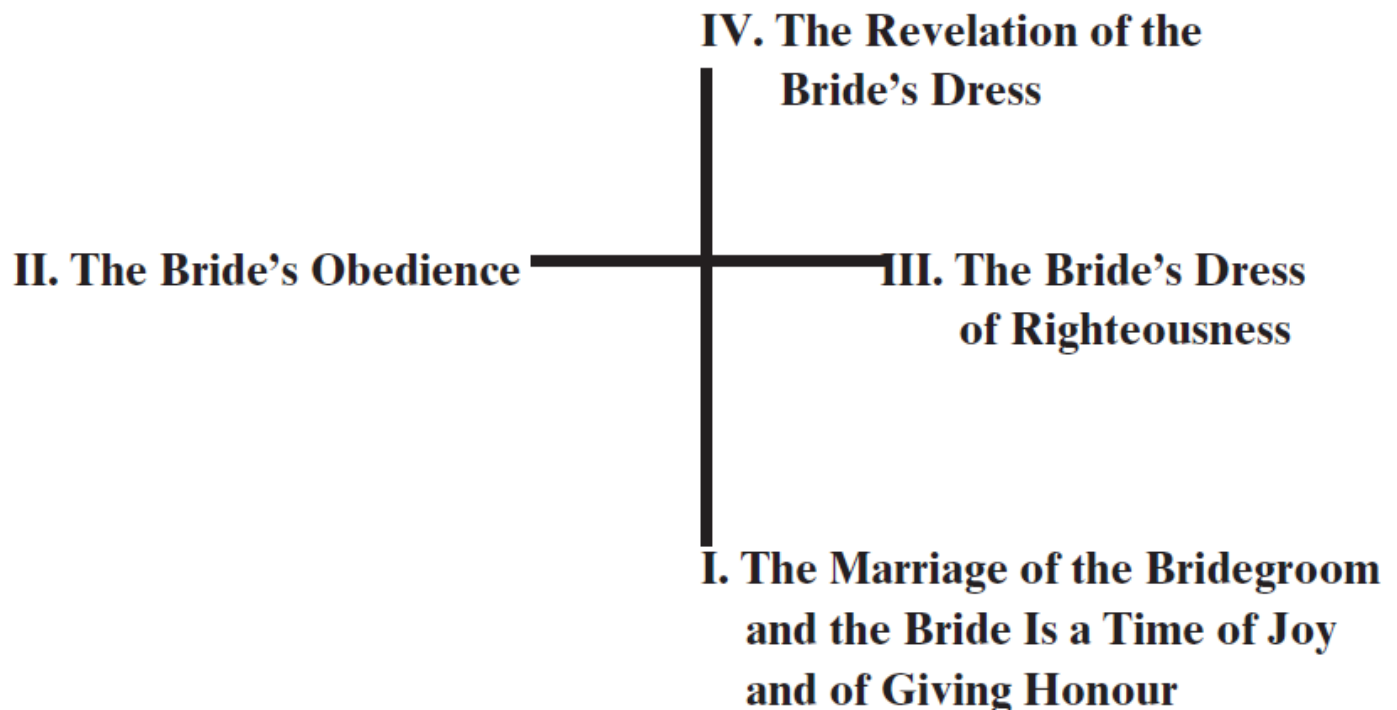 IV. The Revelation of the
Bride’s Dress
II. The Bride’s Obedience
III. The Bride’s Dress
of Righteousness
I. The Marriage of the Bridegroom
and the Bride Is a Time of Joy
and of Giving Honour